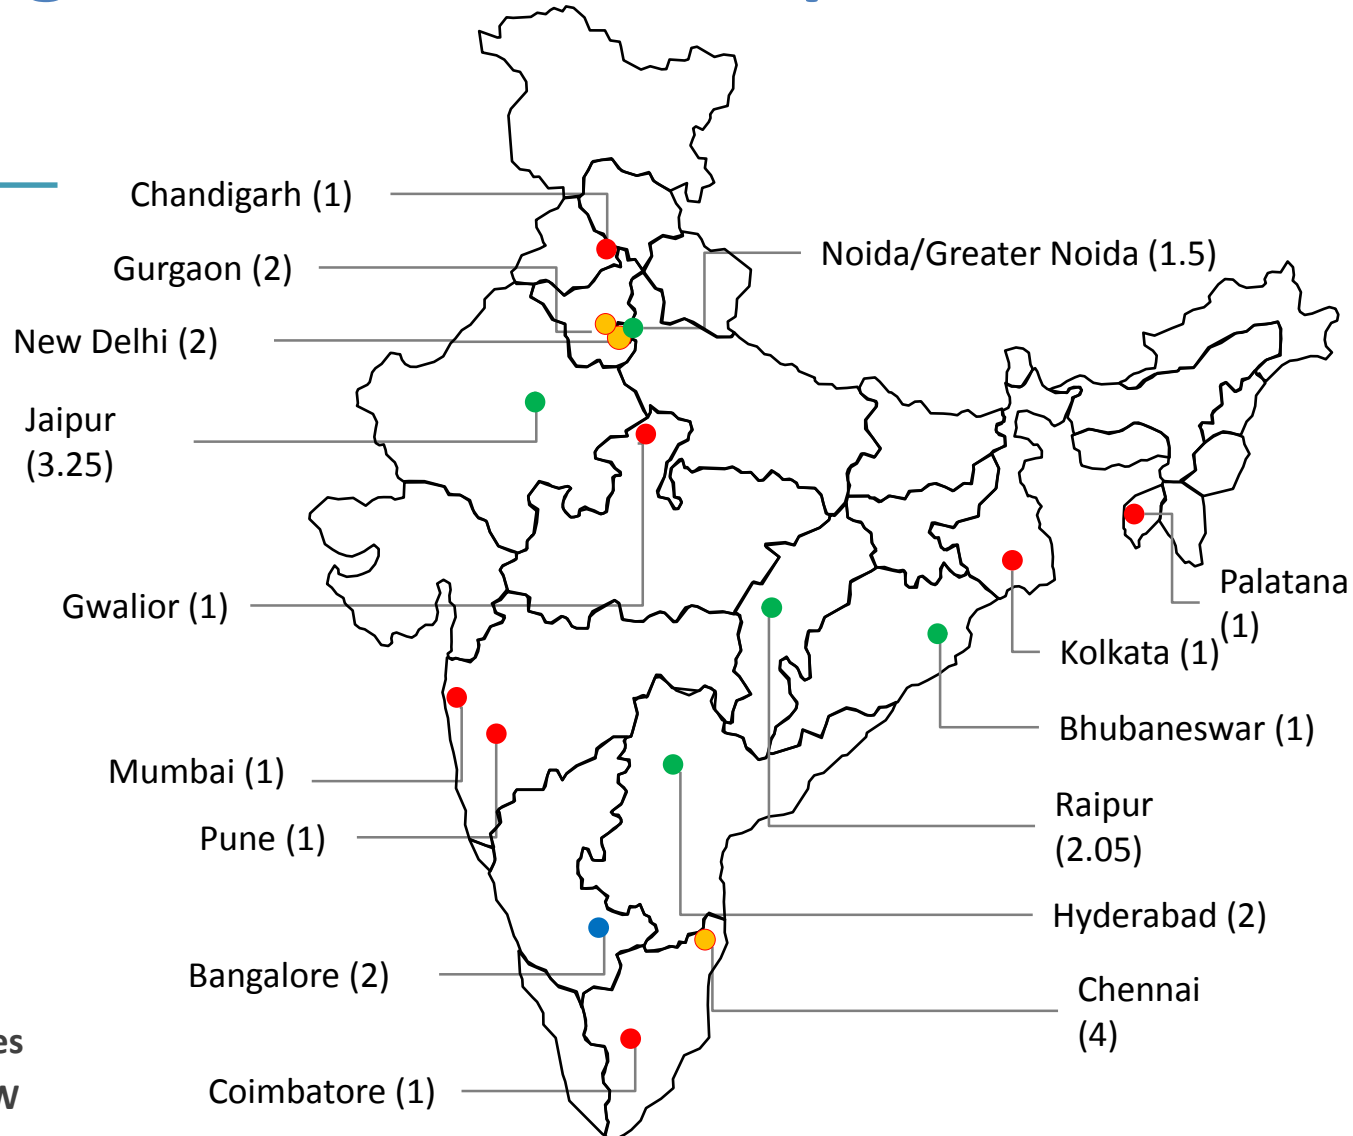 Chandigarh (1)
Gurgaon (2)
Noida/Greater Noida (1.5)
New Delhi (2)
Jaipur
(3.25)
Gwalior (1)
Palatana
(1)
Kolkata (1)
Bhubaneswar (1)
Mumbai (1)
Pune (1)
Raipur
(2.05)
Hyderabad (2)
Bangalore (2)
Chennai
(4)
Coimbatore (1)
es
W